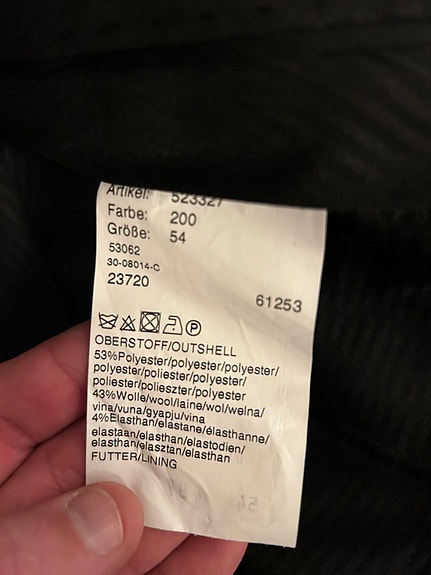 Artikel: 523327
Farbe: 200
Größe: 54
53062
30-08014-C
23720
61253
P
OBERSTOFF/OUTSHELL
53%Polyester/polyester/polyester/
polyester/poliester/polyester/
poliester/poliészter/polyester
43%Wolle/wool/laine/wol/welna/
vina/vuna/gyapju/vina
4%Elasthan/elastane/élasthanne/
elastaan/elasthan/elastodien/
elasthan/elasztan/elasthan
FUTTER/LINING